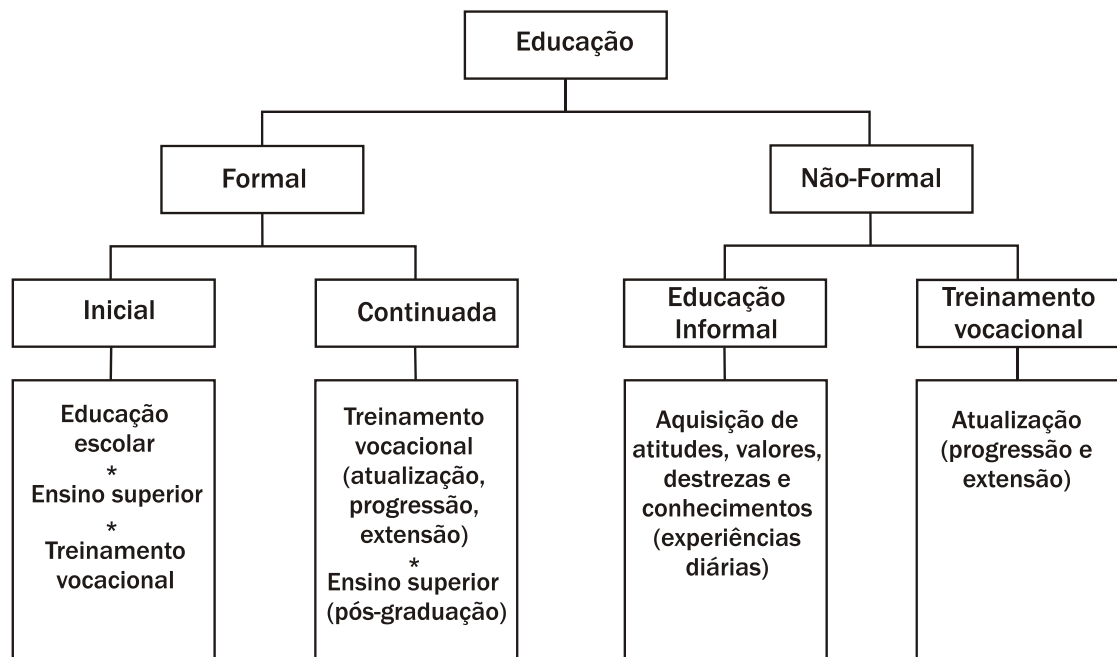 Educação
Formal
Não-Formal
Inicial
Continuada
Educação
Informal
Treinamento
vocacional
Educação
escolar
*
Ensino superior
*
Treinamento
vocacional
Treinamento
vocacional
(atualização,
progressão,
extensão)
*
Ensino superior
(pós-graduação)
Aquisição de
atitudes, valores,
destrezas e
conhecimentos
(experiências
diárias)
Atualização
(progressão e
extensão)